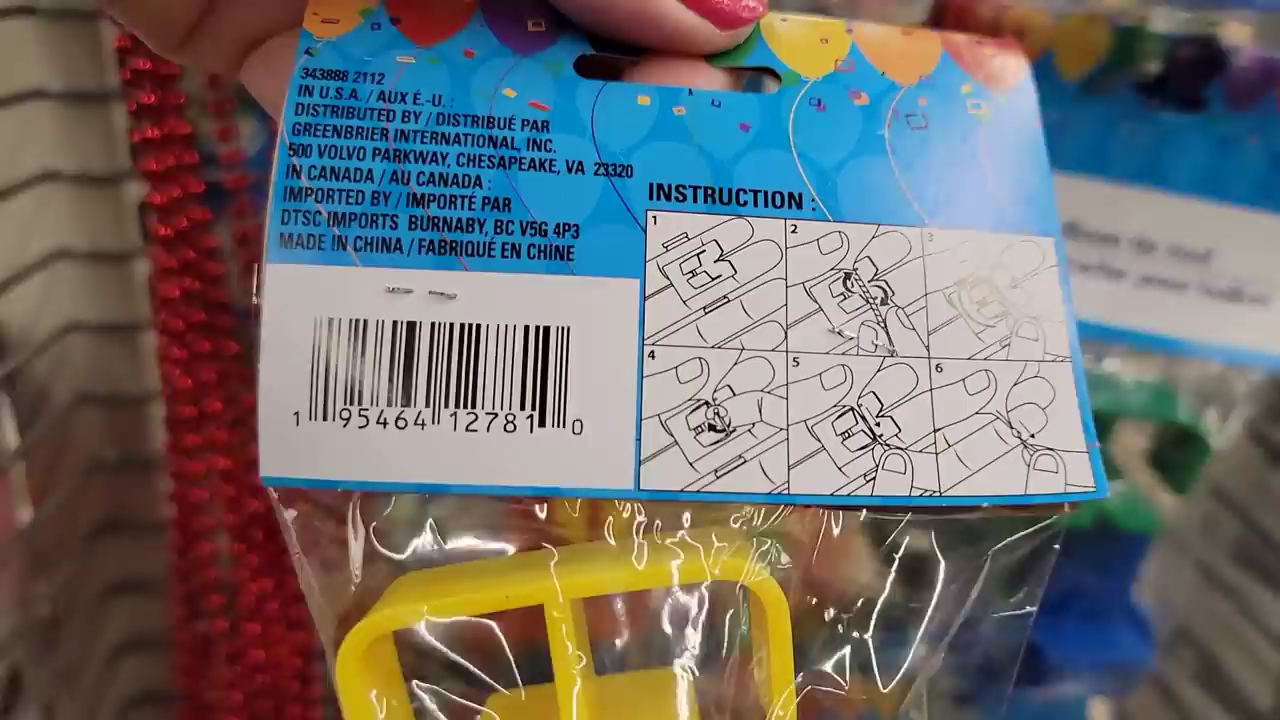 343888 2112
IN U.S.A. / AUX É.-U. :
DISTRIBUTED BY / DISTRIBUÉ PAR
GREENBRIER INTERNATIONAL, INC.
500 VOLVO PARKWAY, CHESAPEAKE, VA 23320
IN CANADA / AU CANADA :
IMPORTED BY / IMPORTÉ PAR
DTSC IMPORTS BURNABY, BC V5G 4P3
MADE IN CHINA / FABRIQUÉ EN CHINE
1 95464 12781 0
INSTRUCTION :
1 2 3
4 5 6